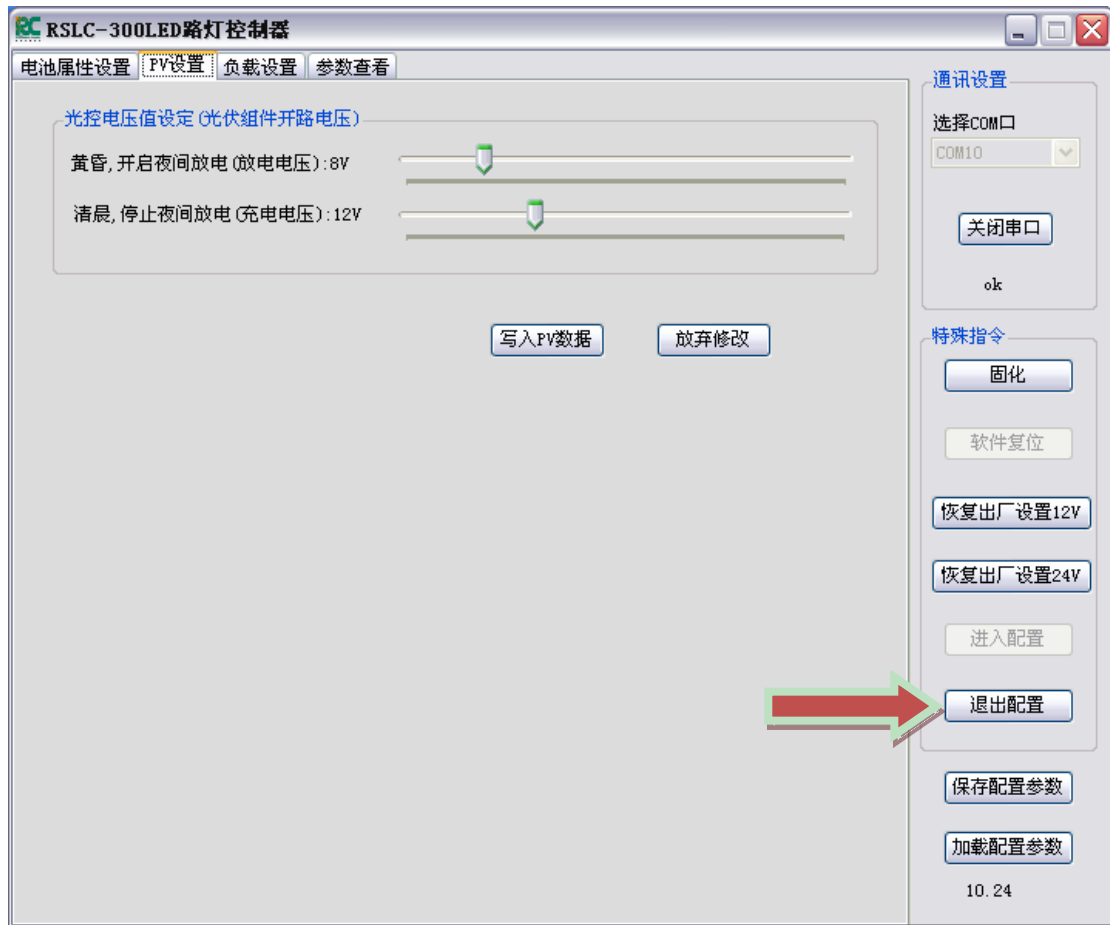 RC RSLC-300LED路灯控制器
电池属性设置 PV设置 负载设置 参数查看
光控电压值设定(光伏组件开路电压)
黄昏,开启夜间放电(放电电压):8V
清晨,停止夜间放电(充电电压):12V
写入PV数据 放弃修改
通讯设置
选择COM口
COM10
关闭串口
ok
特殊指令
固化
软件复位
恢复出厂设置12V
恢复出厂设置24V
进入配置
退出配置
保存配置参数
加载配置参数
10.24